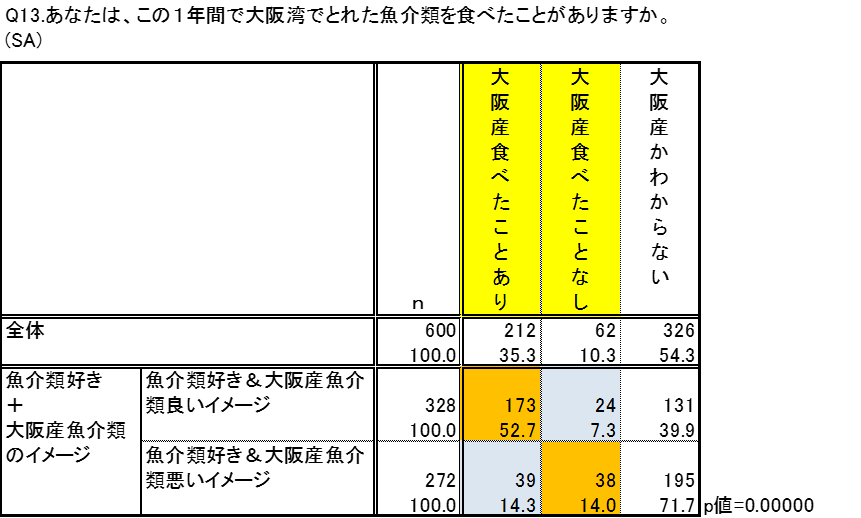 Q13.あなたは、この１年間で大阪湾でとれた魚介類を食べたことがありますか。
(SA)
n
大阪産食べたことあり
大阪産食べたことなし
大阪産かわからない
全体
600 212 62 326
100.0 35.3 10.3 54.3
魚介類好き
＋
大阪産魚介類
のイメージ
魚介類好き＆大阪産魚介
類良いイメージ
328 173 24 131
100.0 52.7 7.3 39.9
魚介類好き＆大阪産魚介
類悪いイメージ
272 39 38 195
100.0 14.3 14.0 71.7
p値=0.00000